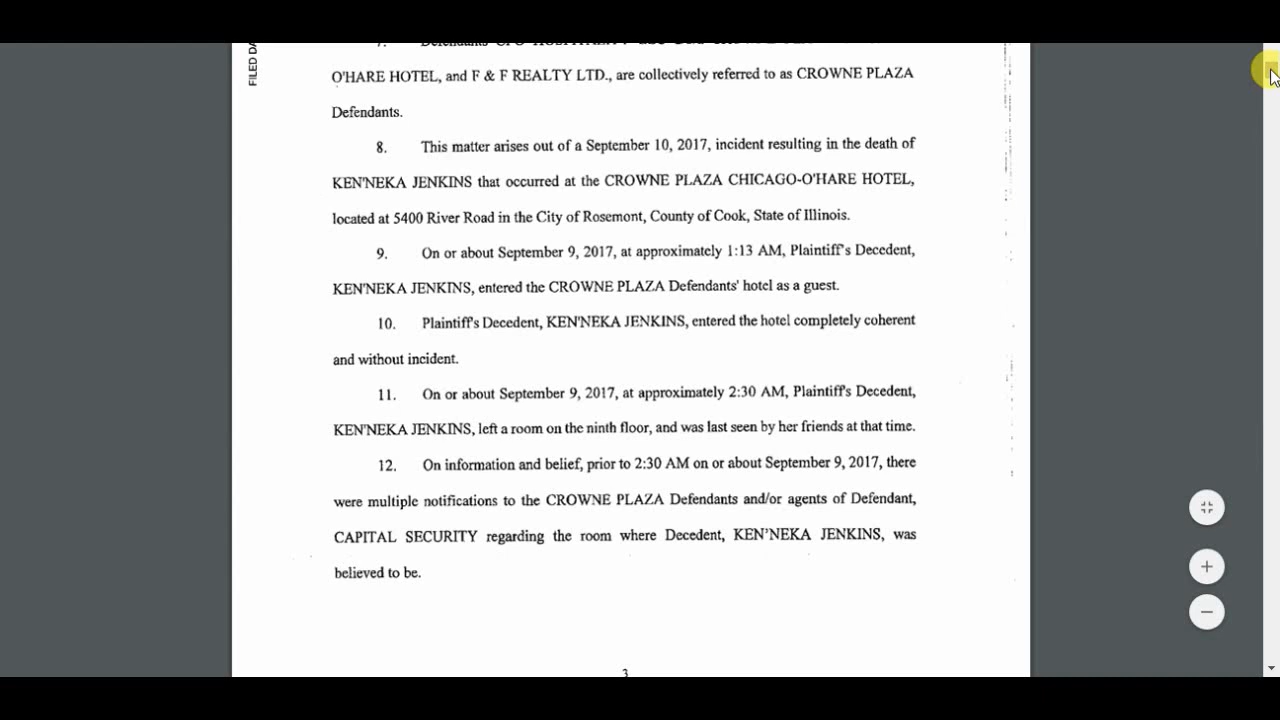 FILED DA
7. Defendants
O'HARE HOTEL, and F & F REALTY LTD., are collectively referred to as CROWNE PLAZA
Defendants.
8. This matter arises out of a September 10, 2017, incident resulting in the death of
KEN'NEKA JENKINS that occurred at the CROWNE PLAZA CHICAGO-O'HARE HOTEL,
located at 5400 River Road in the City of Rosemont, County of Cook, State of Illinois.
9. On or about September 9, 2017, at approximately 1:13 AM, Plaintiff's Decedent,
KEN'NEKA JENKINS, entered the CROWNE PLAZA Defendants' hotel as a guest.
10. Plaintiff's Decedent, KEN'NEKA JENKINS, entered the hotel completely coherent
and without incident.
11. On or about September 9, 2017, at approximately 2:30 AM, Plaintiff's Decedent,
KEN'NEKA JENKINS, left a room on the ninth floor, and was last seen by her friends at that time.
12. On information and belief, prior to 2:30 AM on or about September 9, 2017, there
were multiple notifications to the CROWNE PLAZA Defendants and/or agents of Defendant,
CAPITAL SECURITY regarding the room where Decedent, KEN'NEKA JENKINS, was
believed to be.
3